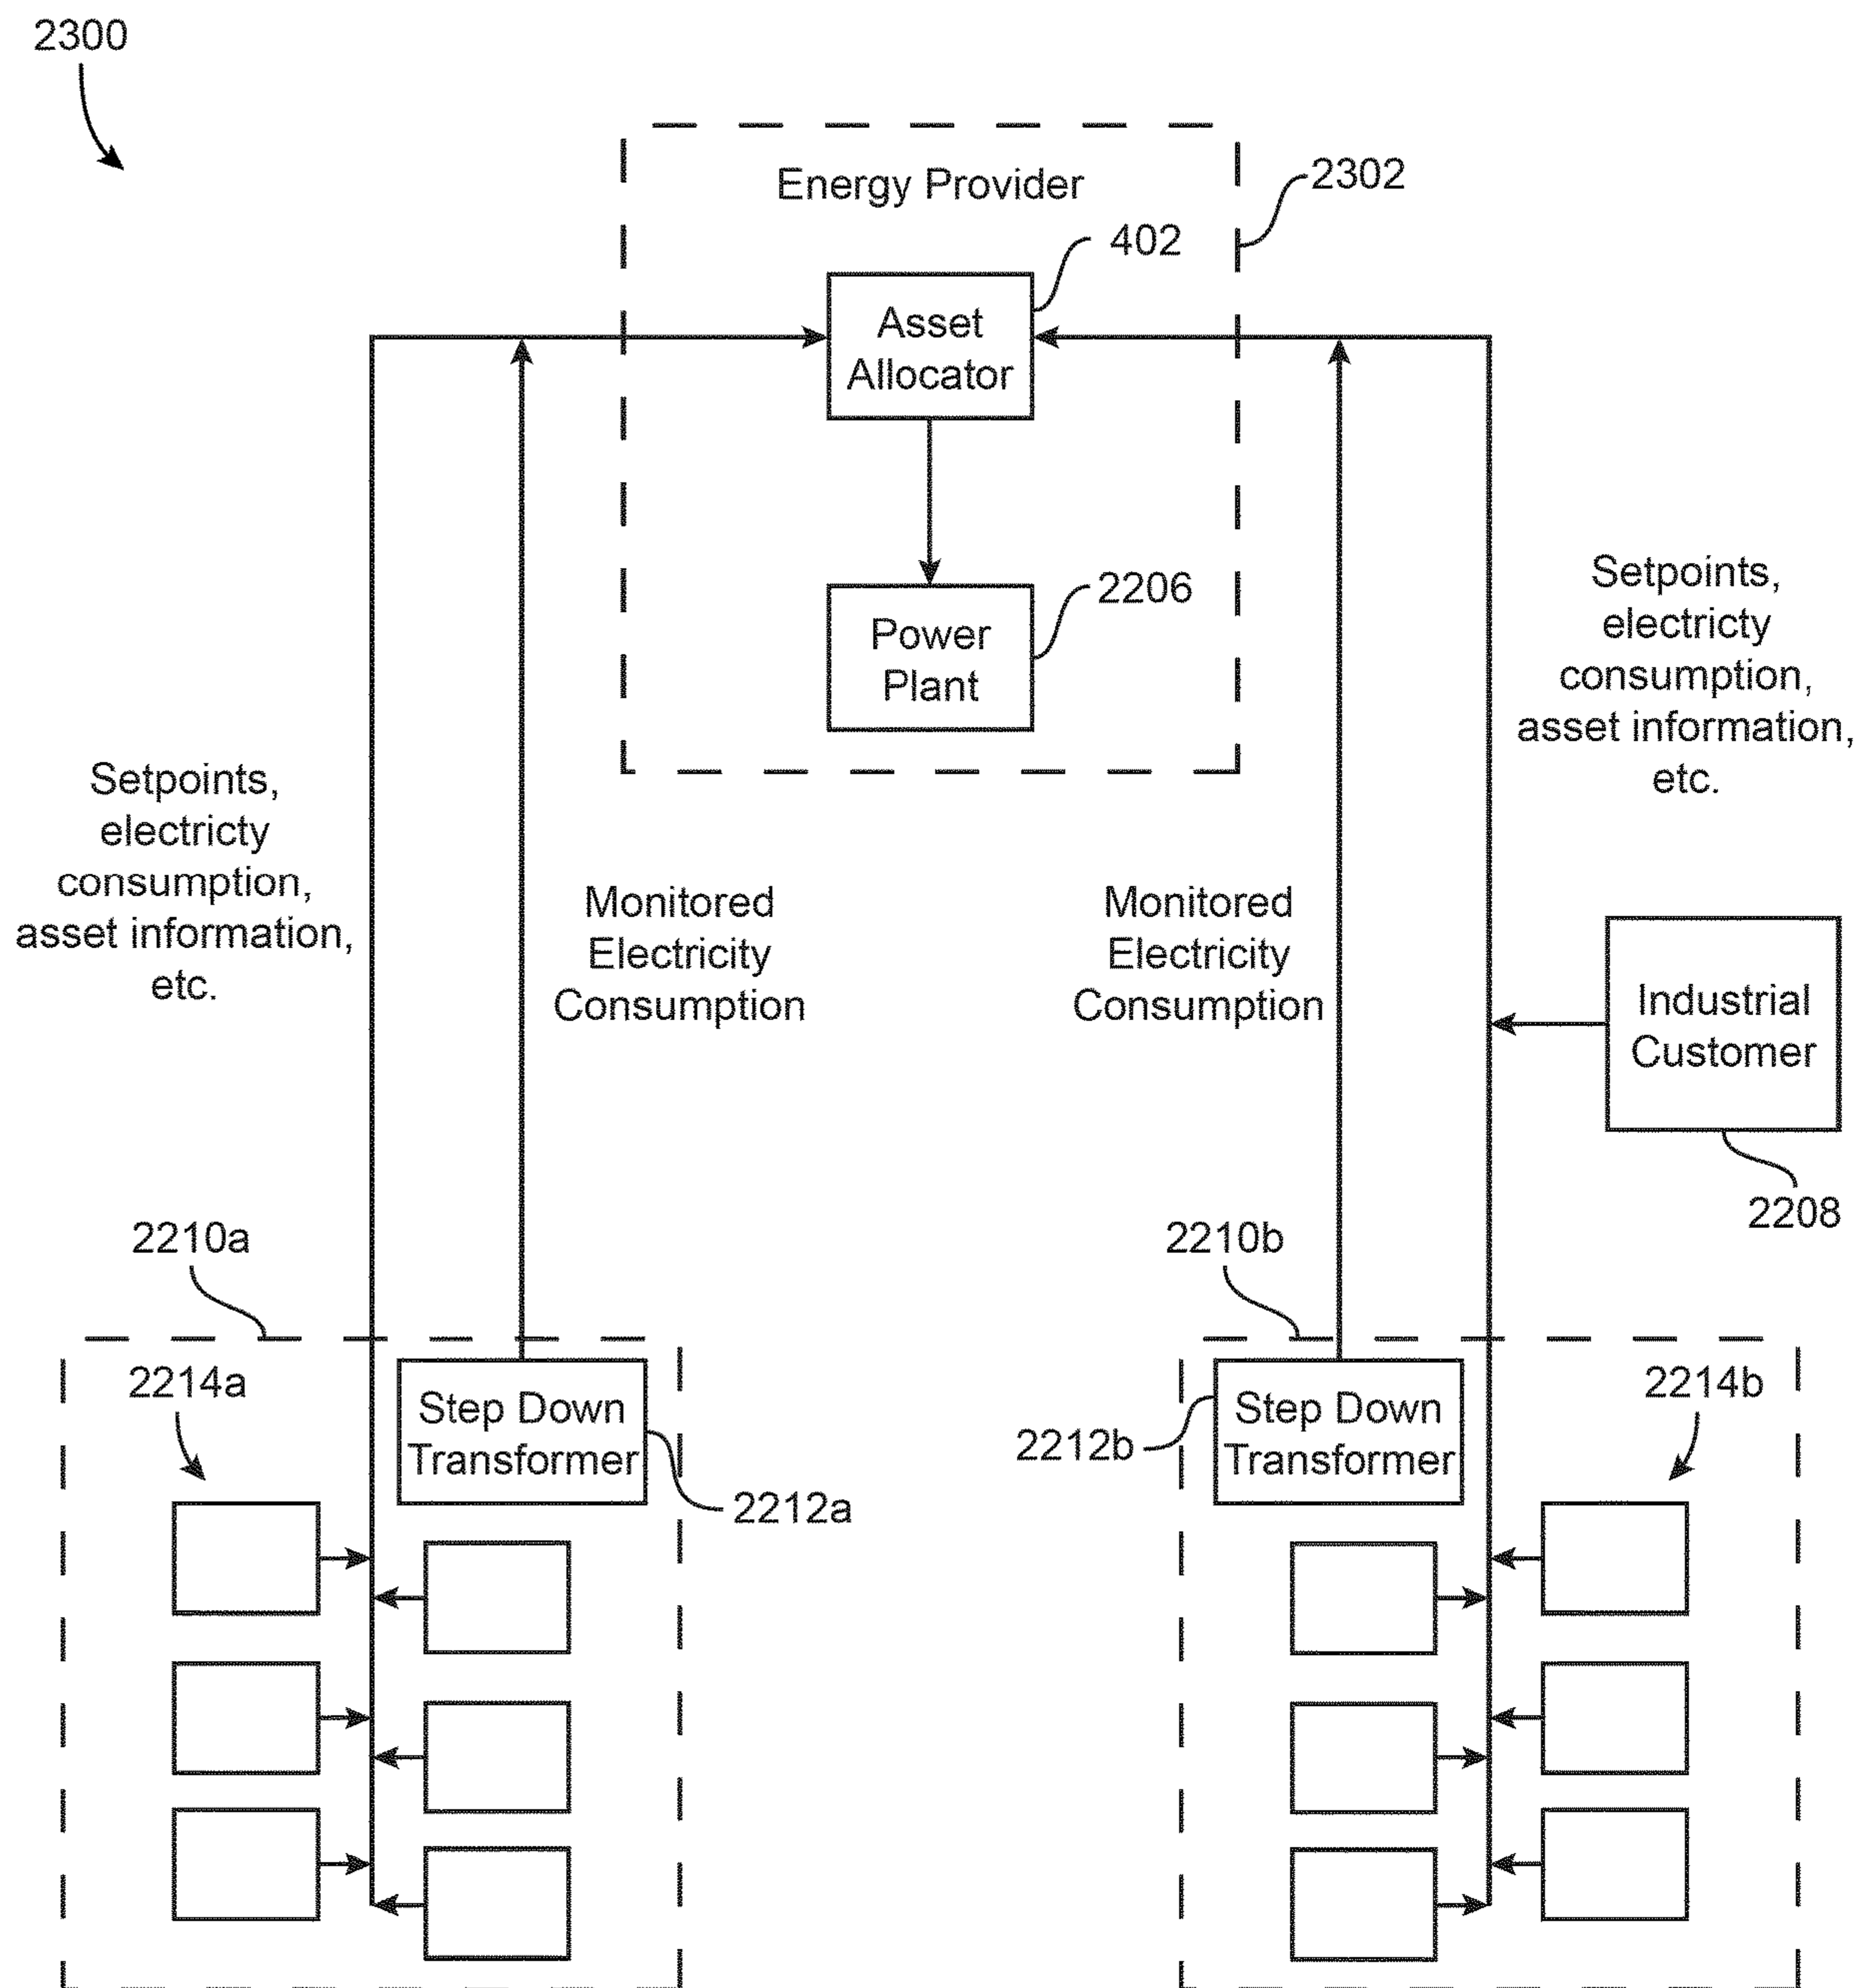 2300
Energy Provider
2302
402
Asset
Allocator
2206
Power
Plant
Setpoints,
electricty
consumption,
asset information,
etc.
Setpoints,
electricty
consumption,
asset information,
etc.
Monitored
Electricity
Consumption
Monitored
Electricity
Consumption
Industrial
Customer
2208
2210a
2210b
2214a
Step Down
Transformer
2212a
2212b
Step Down
Transformer
2214b